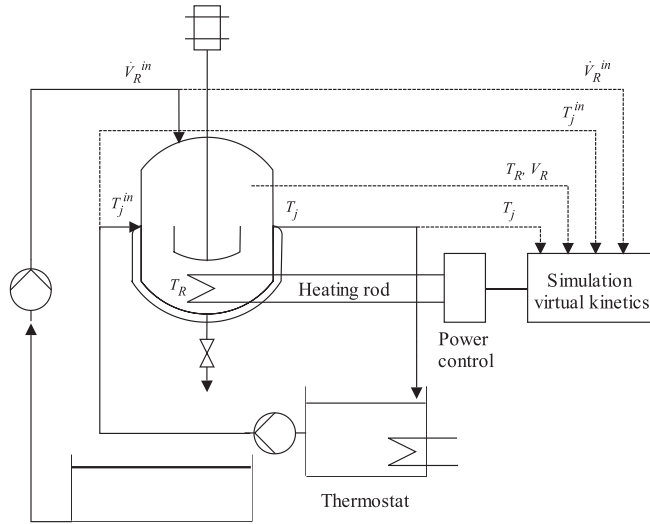 V̇_R^in
V̇_R^in
T_j^in
T_R, V_R
T_j^in
T_j
T_j
T_R
Heating rod
Simulation
virtual kinetics
Power
control
Thermostat